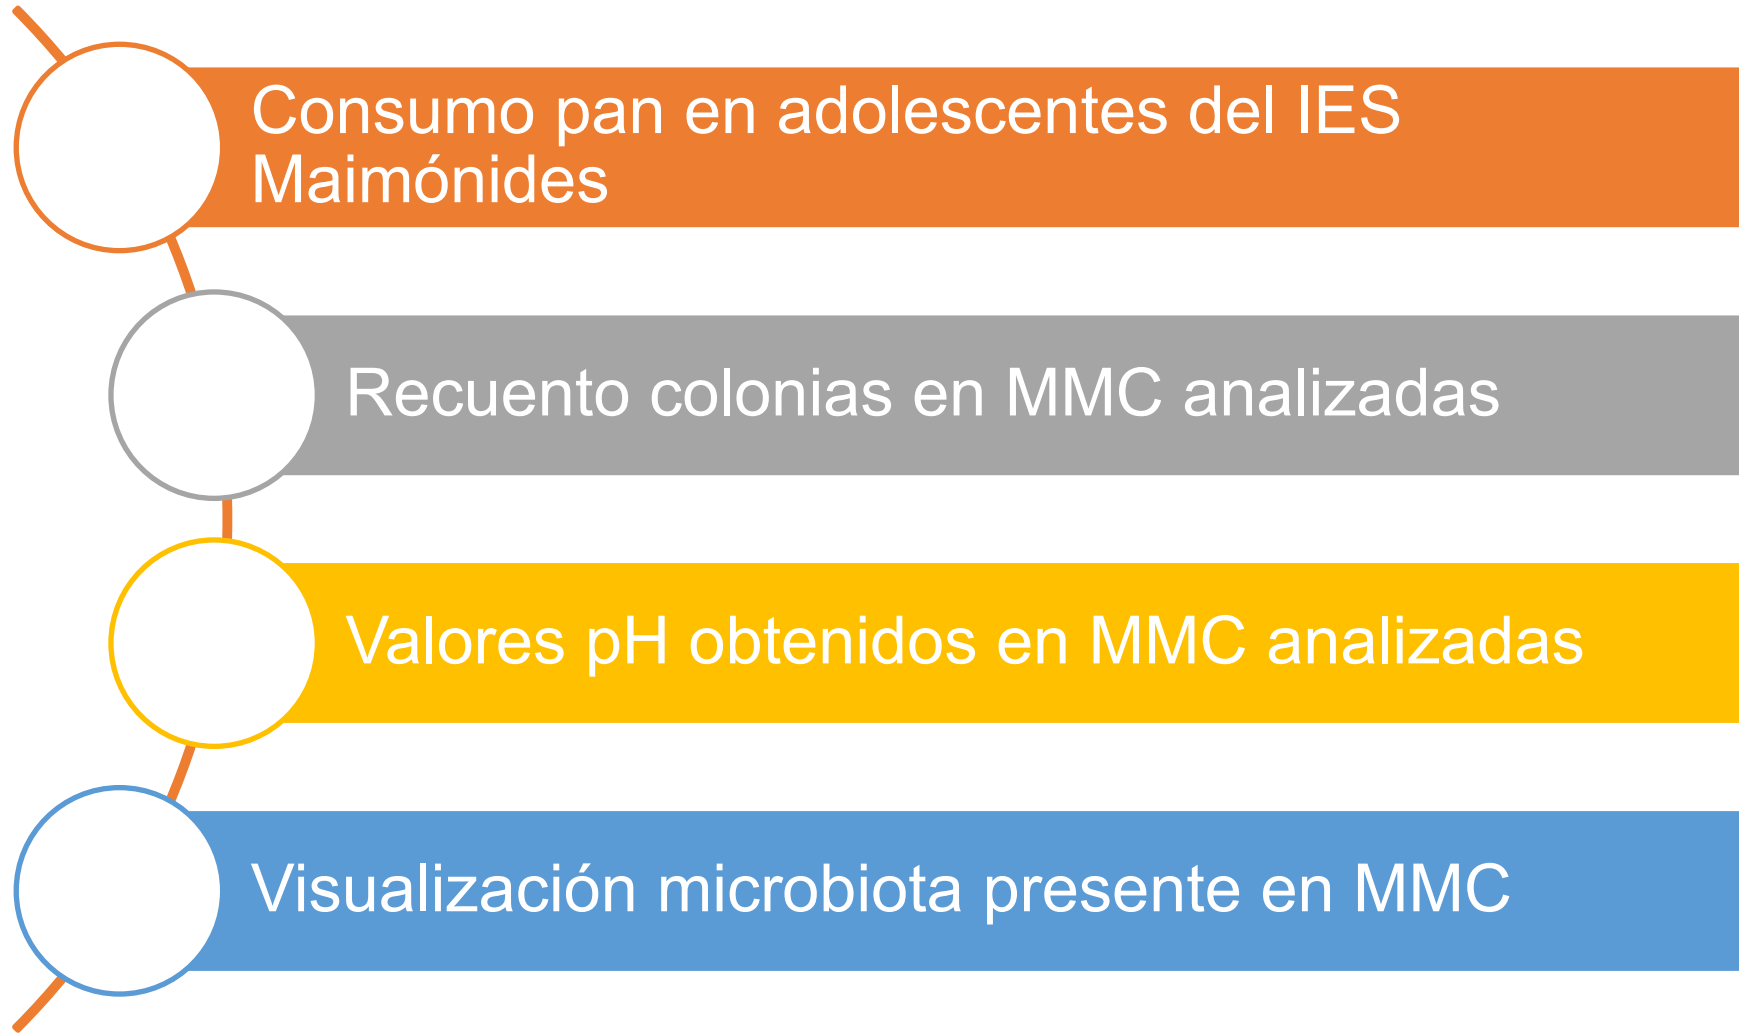 Consumo pan en adolescentes del IES
Maimónides
Recuento colonias en MMC analizadas
Valores pH obtenidos en MMC analizadas
Visualización microbiota presente en MMC